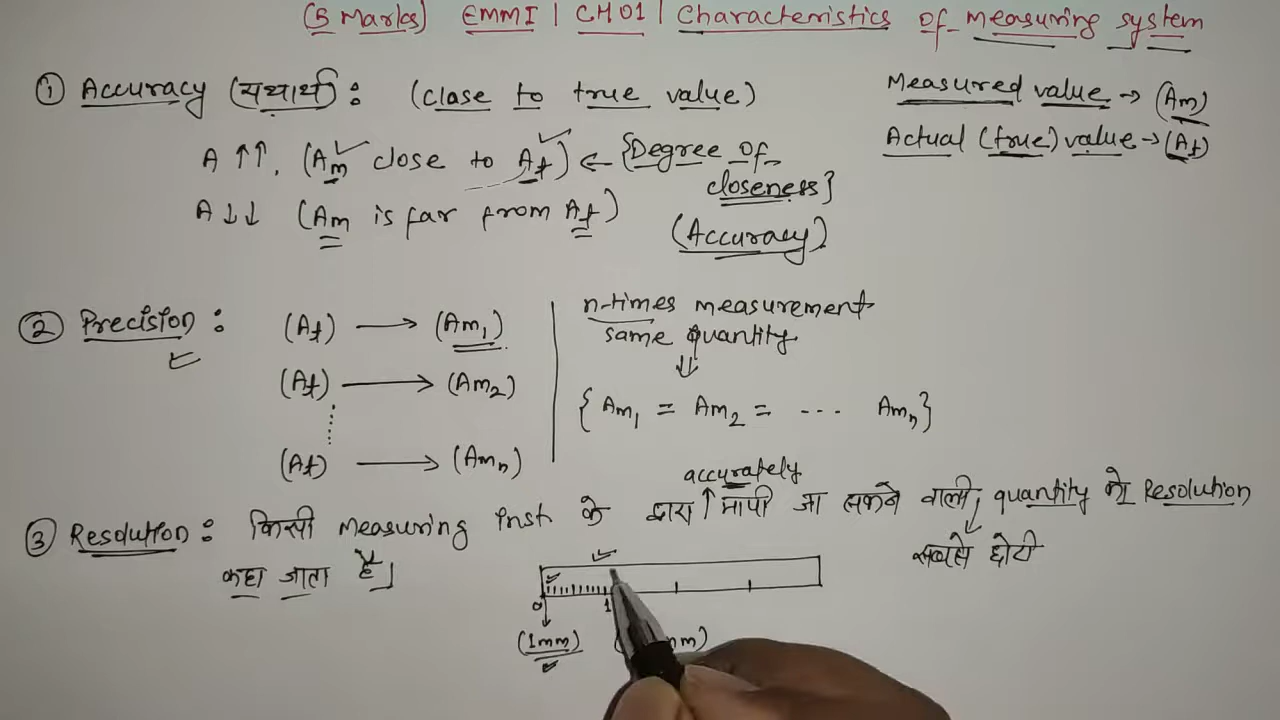 (5 Marks) EMMI | CH01 | Characteristics of measuring system
① Accuracy (यथार्थ) : (close to true value)
Measured value → (Am)
Actual (true) value → (At)
A ↑↑, (Am close to At) ← {Degree of closeness}
A ↓↓ (Am is far from At) (Accuracy)
② Precision : (At) → (Am1)
(At) → (Am2)
(At) → (Amn)
n-times measurement
same quantity
⇓
{ Am1 = Am2 = ... Amn}
accurately
③ Resolution : किसी measuring inst. के द्वारा ↑ मापी जा सकने वाली quantity को Resolution
सबसे छोटी
कहा जाता है।
0 1
(1mm)